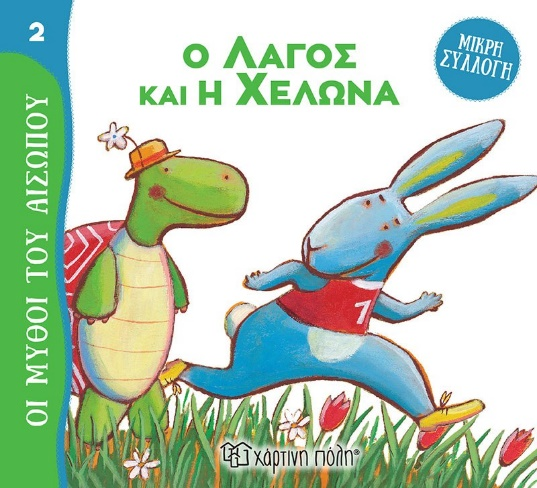 2
Ο ΛΑΓΟΣ
ΚΑΙ Η ΧΕΛΩΝΑ
ΜΙΚΡΗ
ΣΥΛΛΟΓΗ
ΟΙ ΜΥΘΟΙ ΤΟΥ ΑΙΣΩΠΟΥ
1
χάρτινη πόλη®